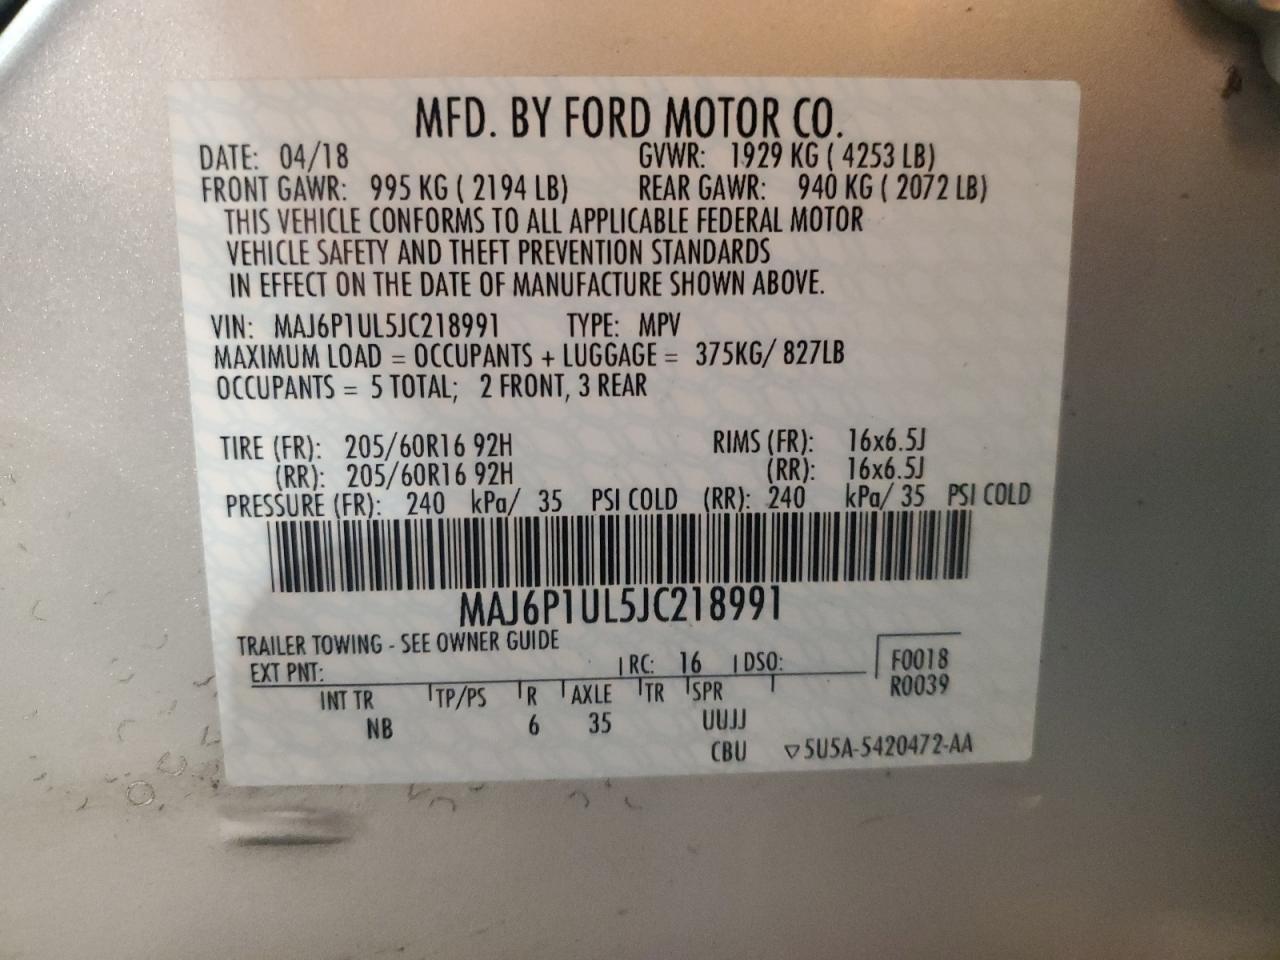 MFD. BY FORD MOTOR CO.
DATE: 04/18 GVWR: 1929 KG ( 4253 LB)
FRONT GAWR: 995 KG ( 2194 LB) REAR GAWR: 940 KG ( 2072 LB)
THIS VEHICLE CONFORMS TO ALL APPLICABLE FEDERAL MOTOR
VEHICLE SAFETY AND THEFT PREVENTION STANDARDS
IN EFFECT ON THE DATE OF MANUFACTURE SHOWN ABOVE.
VIN: MAJ6P1UL5JC218991 TYPE: MPV
MAXIMUM LOAD = OCCUPANTS + LUGGAGE = 375KG/ 827LB
OCCUPANTS = 5 TOTAL; 2 FRONT, 3 REAR
TIRE (FR): 205/60R16 92H RIMS (FR): 16x6.5J
(RR): 205/60R16 92H (RR): 16x6.5J
PRESSURE (FR): 240 kPa/ 35 PSI COLD (RR): 240 kPa/ 35 PSI COLD
MAJ6P1UL5JC218991
TRAILER TOWING - SEE OWNER GUIDE
EXT PNT: RC: 16 DSO: F0018
R0039
INT TR TP/PS R AXLE TR SPR
NB 6 35 UUJJ
CBU ▽5U5A-5420472-AA